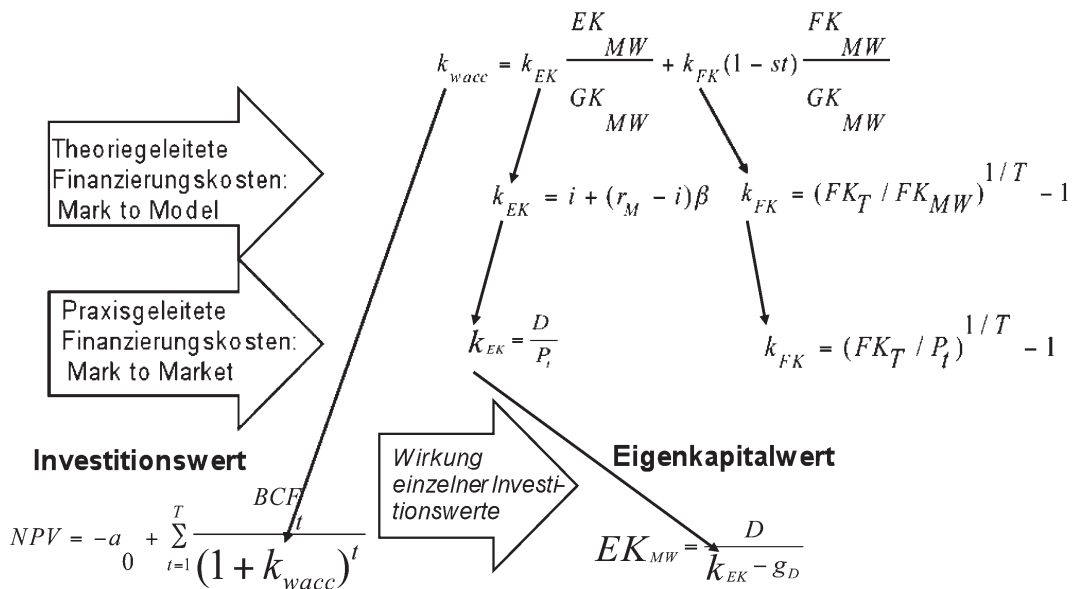 k_wacc = k_EK EK_MW / GK_MW + k_FK (1 − st) FK_MW / GK_MW
Theoriegeleitete
Finanzierungskosten:
Mark to Model
k_EK = i + (r_M − i)β
k_FK = (FK_T / FK_MW)^1/T − 1
Praxisgeleitete
Finanzierungskosten:
Mark to Market
k_EK = D / P_t
k_FK = (FK_T / P_t)^1/T − 1
Investitionswert
Wirkung
einzelner Investi-
tionswerte
Eigenkapitalwert
NPV = −a_0 + Σ_t=1^T BCF_t / (1 + k_wacc)^t
EK_MW = D / k_EK − g_D